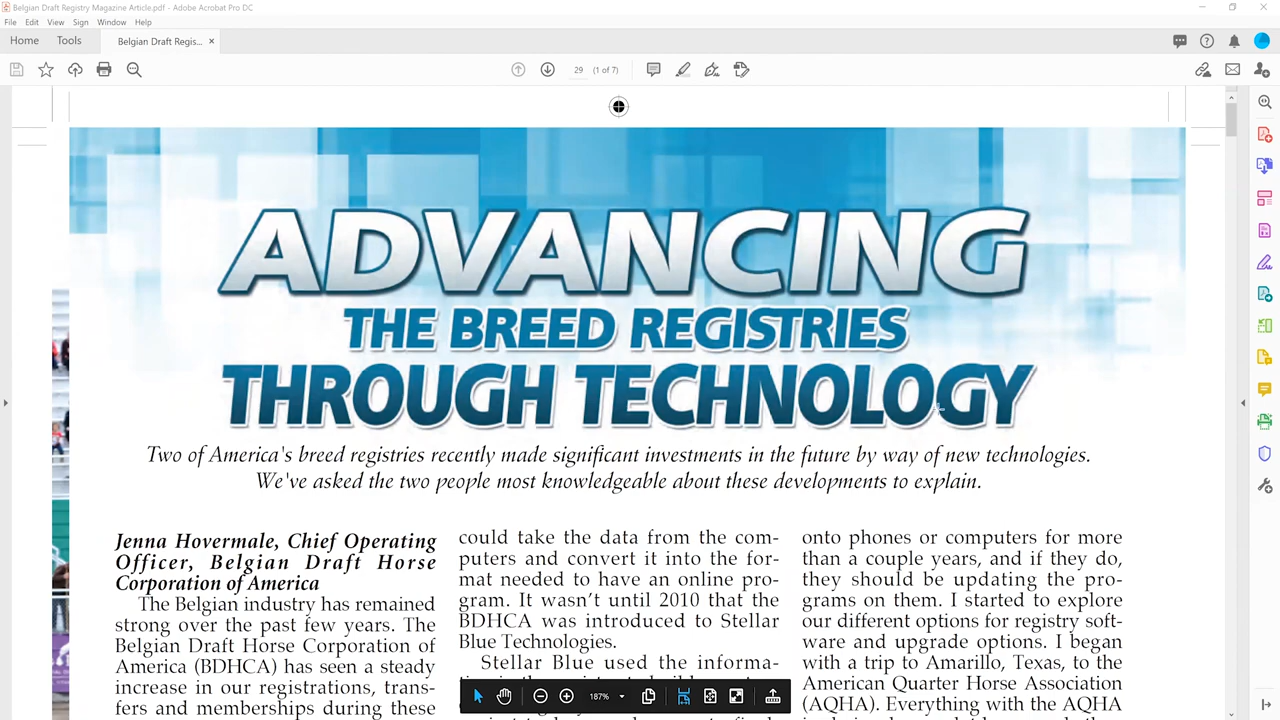 Belgian Draft Registry Magazine Article.pdf - Adobe Acrobat Pro DC
File Edit View Sign Window Help
Home Tools Belgian Draft Regis... ×
29 (1 of 7)
ADVANCING
THE BREED REGISTRIES
THROUGH TECHNOLOGY
Two of America's breed registries recently made significant investments in the future by way of new technologies.
We've asked the two people most knowledgeable about these developments to explain.
Jenna Hovermale, Chief Operating
Officer, Belgian Draft Horse
Corporation of America
The Belgian industry has remained
strong over the past few years. The
Belgian Draft Horse Corporation of
America (BDHCA) has seen a steady
increase in our registrations, trans-
fers and memberships during these
could take the data from the com-
puters and convert it into the for-
mat needed to have an online pro-
gram. It wasn't until 2010 that the
BDHCA was introduced to Stellar
Blue Technologies.
Stellar Blue used the informa-
onto phones or computers for more
than a couple years, and if they do,
they should be updating the pro-
grams on them. I started to explore
our different options for registry soft-
ware and upgrade options. I began
with a trip to Amarillo, Texas, to the
American Quarter Horse Association
(AQHA). Everything with the AQHA
187%